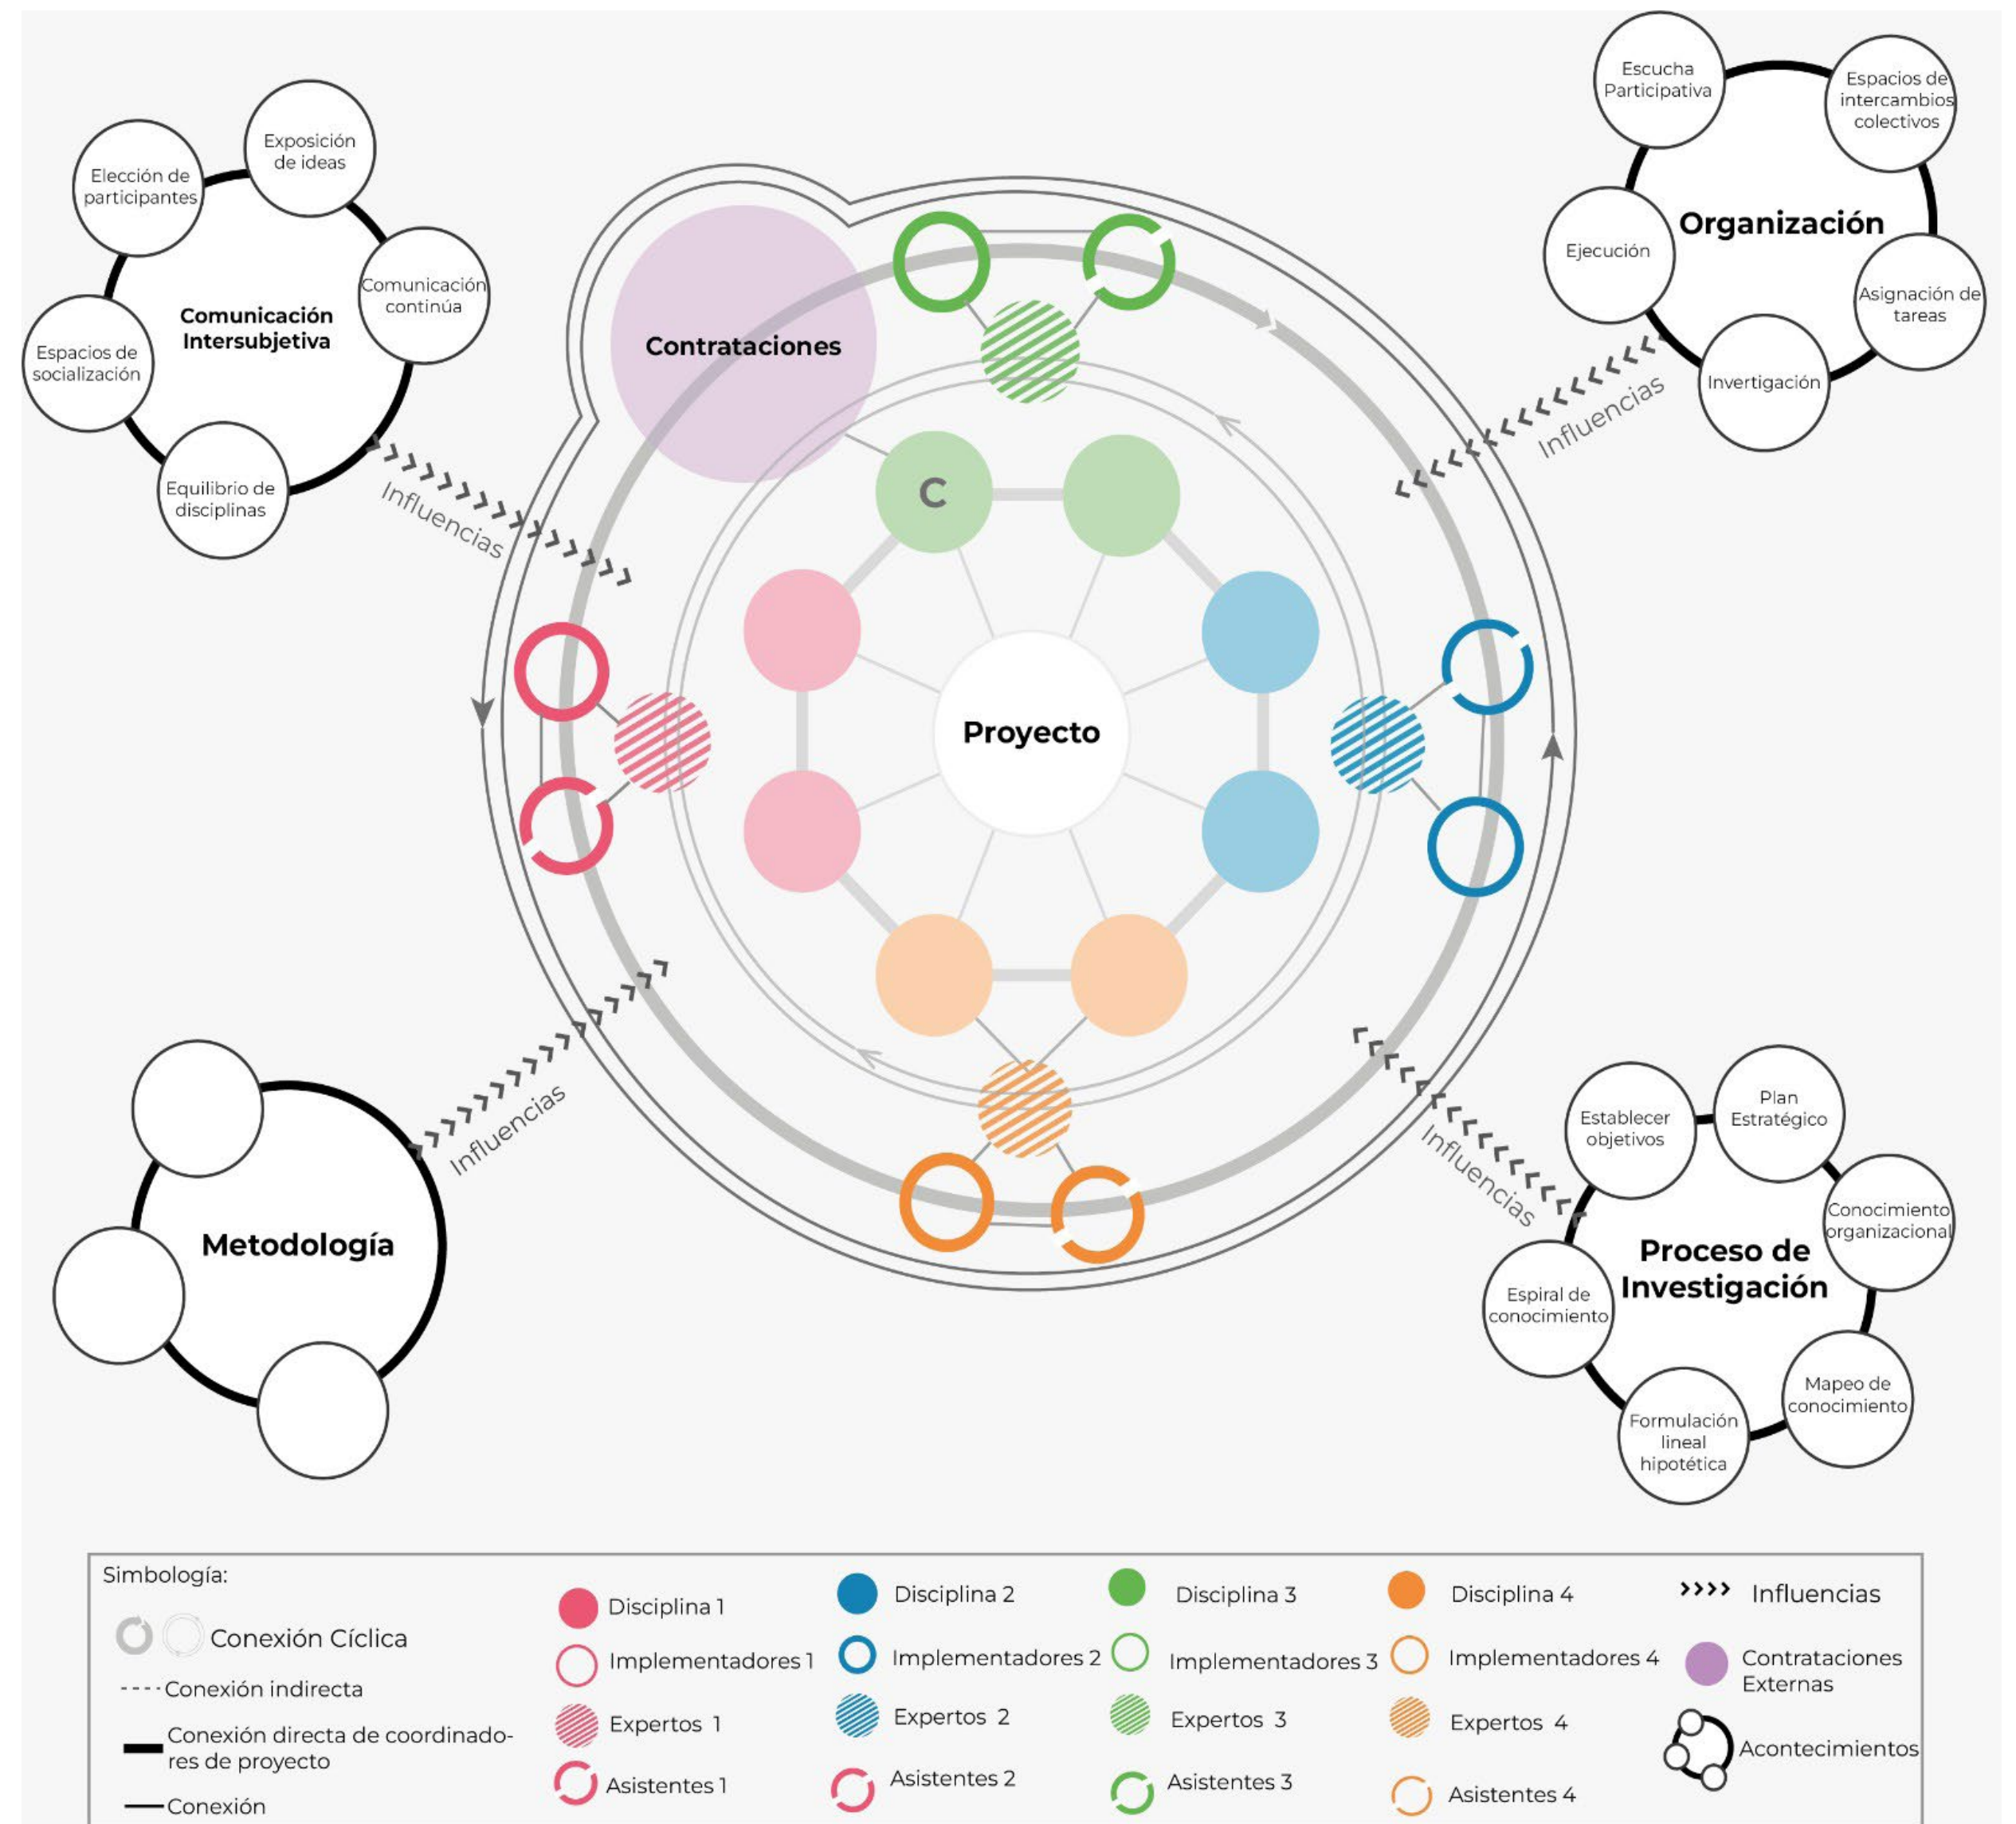 Exposición
de ideas
Elección de
participantes
Comunicación
continúa
Comunicación
Intersubjetiva
Espacios de
socialización
Equilibrio de
disciplinas
Influencias
Escucha
Participativa
Espacios de
intercambios
colectivos
Organización
Ejecución
Asignación de
tareas
Invertigación
Influencias
Contrataciones
C
Proyecto
Metodología
Influencias
Establecer
objetivos
Plan
Estratégico
Conocimiento
organizacional
Proceso de
Investigación
Espiral de
conocimiento
Mapeo de
conocimiento
Formulación
lineal
hipotética
Influencias
Simbología:
Conexión Cíclica
Conexión indirecta
Conexión directa de coordinado-
res de proyecto
Conexión
Disciplina 1
Implementadores 1
Expertos 1
Asistentes 1
Disciplina 2
Implementadores 2
Expertos 2
Asistentes 2
Disciplina 3
Implementadores 3
Expertos 3
Asistentes 3
Disciplina 4
Implementadores 4
Expertos 4
Asistentes 4
Influencias
Contrataciones
Externas
Acontecimientos